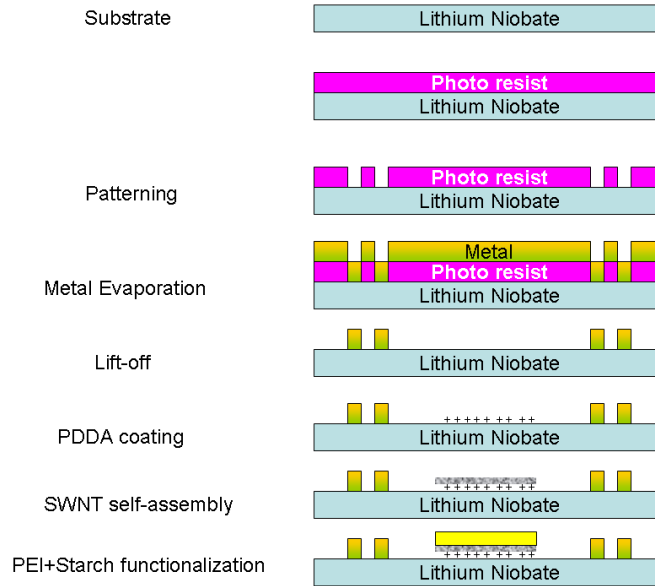 Substrate
Lithium Niobate
Photo resist
Lithium Niobate
Patterning
Photo resist
Lithium Niobate
Metal Evaporation
Metal
Photo resist
Lithium Niobate
Lift-off
Lithium Niobate
PDDA coating
++++++ ++ ++
Lithium Niobate
SWNT self-assembly
++++++ ++ ++
Lithium Niobate
PEI+Starch functionalization
++++++ ++ ++
Lithium Niobate